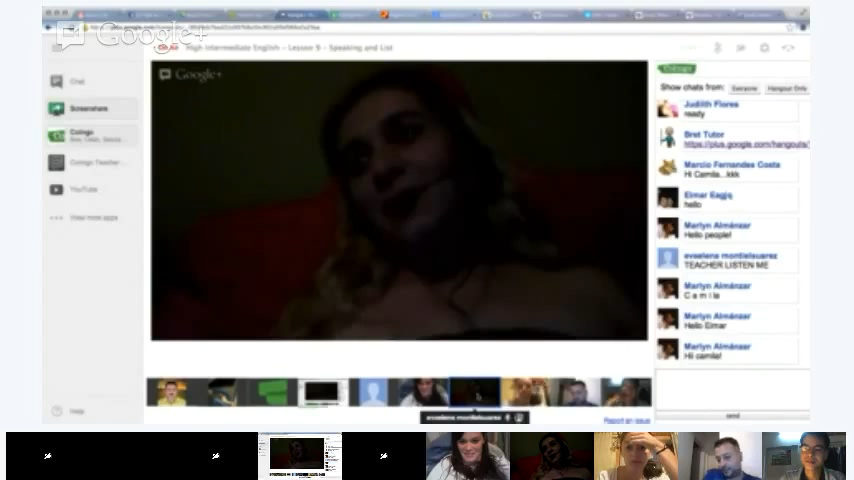 Google+
High Intermediate English - Lesson 9 - Speaking and List
Google+
Chat
Screenshare
Colingo
Colingo Teacher
YouTube
View more apps
Help
Colingo
Show chats from: Everyone Hangout Only
Judith Flores
ready
Bret Tutor
https://plus.google.com/hangouts/
Marcio Fernandes Costa
Hi Camila...kkk
hello
Marlyn Almánzar
Hello people!
evaelena montielsuarez
TEACHER LISTEN ME
Marlyn Almánzar
C a m i la
Marlyn Almánzar
Hello Elmar
Marlyn Almánzar
Hi camila!
evaelena montielsuarez
send
Report an issue